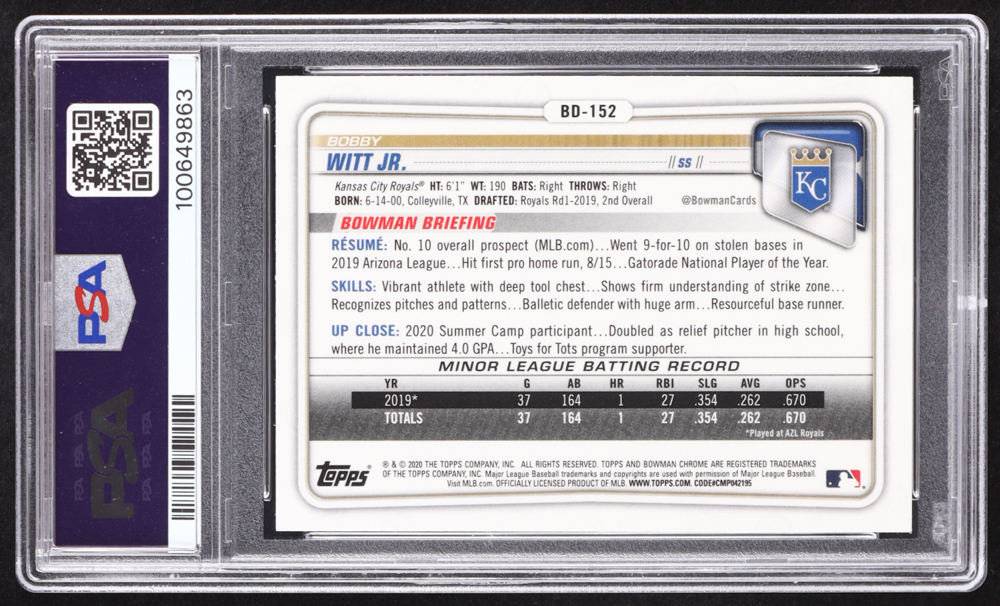 PSA
100649863
PSA
BD-152
BOBBY
WITT JR. // SS //
KC
Kansas City Royals® HT: 6'1" WT: 190 BATS: Right THROWS: Right
BORN: 6-14-00, Colleyville, TX DRAFTED: Royals Rd1-2019, 2nd Overall @BowmanCards
BOWMAN BRIEFING
RÉSUMÉ: No. 10 overall prospect (MLB.com)...Went 9-for-10 on stolen bases in
2019 Arizona League...Hit first pro home run, 8/15...Gatorade National Player of the Year.
SKILLS: Vibrant athlete with deep tool chest...Shows firm understanding of strike zone...
Recognizes pitches and patterns...Balletic defender with huge arm...Resourceful base runner.
UP CLOSE: 2020 Summer Camp participant...Doubled as relief pitcher in high school,
where he maintained 4.0 GPA...Toys for Tots program supporter.
MINOR LEAGUE BATTING RECORD
YR G AB HR RBI SLG AVG OPS
2019* 37 164 1 27 .354 .262 .670
TOTALS 37 164 1 27 .354 .262 .670
*Played at AZL Royals
Topps®
® & © 2020 THE TOPPS COMPANY, INC. ALL RIGHTS RESERVED. TOPPS AND BOWMAN CHROME ARE REGISTERED TRADEMARKS
OF THE TOPPS COMPANY, INC. Major League Baseball trademarks and copyrights are used with permission of Major League Baseball.
Visit MLB.com. OFFICIALLY LICENSED PRODUCT OF MLB. WWW.TOPPS.COM. CODE#CMP042195